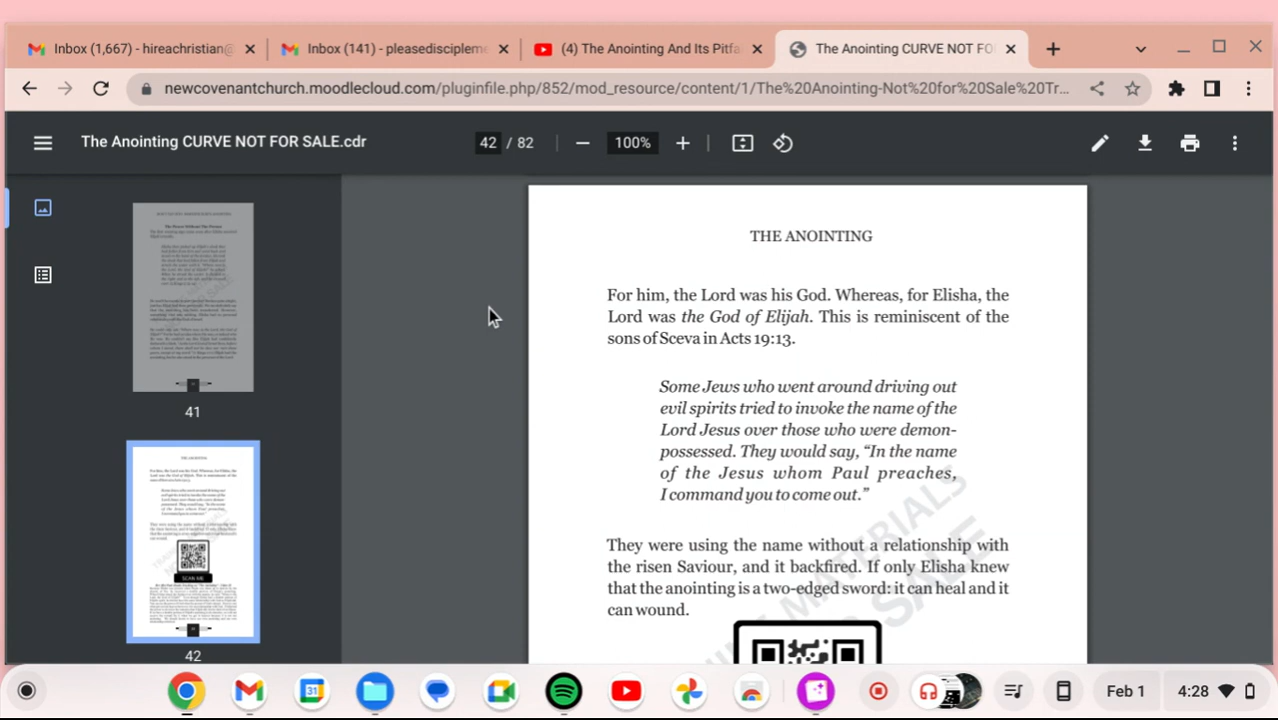 Inbox (1,667) - hireachristian@
Inbox (141) - pleasediscipleme
(4) The Anointing And Its Pitfa
The Anointing CURVE NOT FO
newcovenantchurch.moodlecloud.com/pluginfile.php/852/mod_resource/content/1/The%20Anointing-Not%20for%20Sale%20Tr...
The Anointing CURVE NOT FOR SALE.cdr
42 / 82
100%
41
42
SCAN ME
THE ANOINTING
For him, the Lord was his God. Whereas, for Elisha, the
Lord was the God of Elijah. This is reminiscent of the
sons of Sceva in Acts 19:13.
Some Jews who went around driving out
evil spirits tried to invoke the name of the
Lord Jesus over those who were demon-
possessed. They would say, “In the name
of the Jesus whom Paul preaches,
I command you to come out.”
They were using the name without a relationship with
the risen Saviour, and it backfired. If only Elisha knew
that the anointing is a two-edged sword: it can heal and it
can wound.
31
Feb 1
4:28